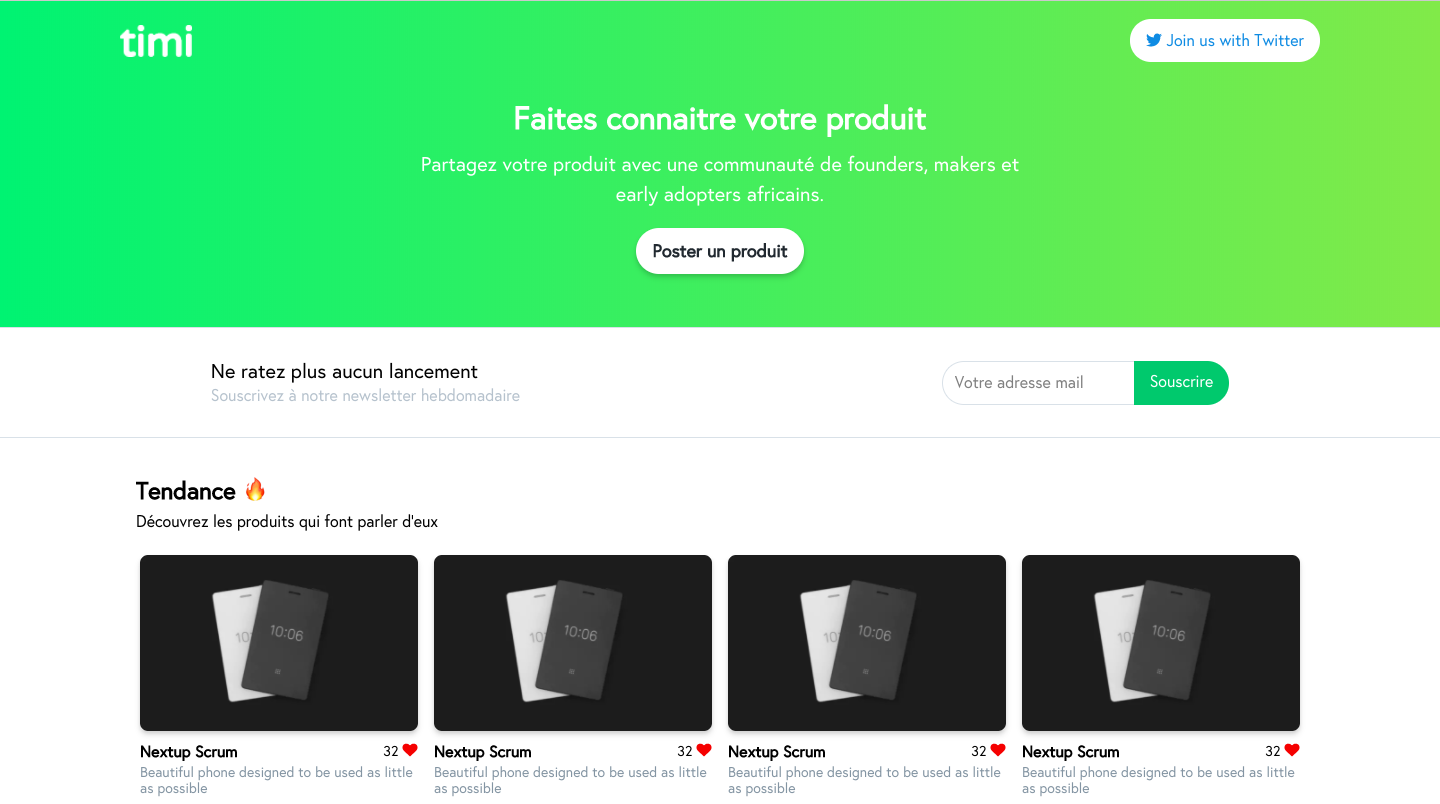 timi
Join us with Twitter
Faites connaitre votre produit
Partagez votre produit avec une communauté de founders, makers et
early adopters africains.
Poster un produit
Ne ratez plus aucun lancement
Souscrivez à notre newsletter hebdomadaire
Votre adresse mail
Souscrire
Tendance 🔥
Découvrez les produits qui font parler d'eux
10:06
10:06
10:06
10:06
Nextup Scrum
32
Beautiful phone designed to be used as little
as possible
Nextup Scrum
32
Beautiful phone designed to be used as little
as possible
Nextup Scrum
32
Beautiful phone designed to be used as little
as possible
Nextup Scrum
32
Beautiful phone designed to be used as little
as possible